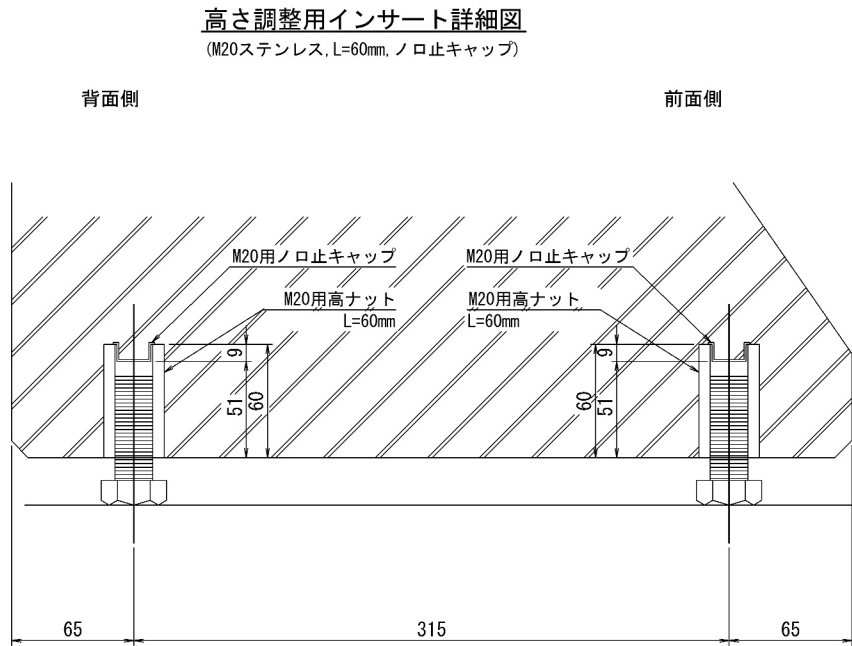 高さ調整用インサート詳細図
(M20ステンレス,L=60mm,ノロ止キャップ)
背面側
前面側
M20用ノロ止キャップ
M20用ノロ止キャップ
M20用高ナット
L=60mm
M20用高ナット
L=60mm
9
51
60
9
60
51
65
315
65